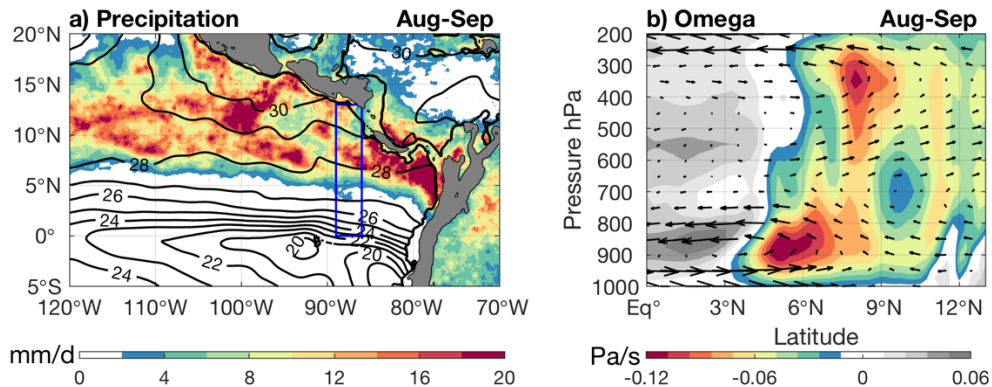 a) Precipitation Aug-Sep
20°N
15°N
10°N
5°N
0°
5°S
120°W 110°W 100°W 90°W 80°W 70°W
30
30
28
28
26
26
24
24
24
22
22
20
20
mm/d
0 4 8 12 16 20
b) Omega Aug-Sep
Pressure hPa
200
300
400
500
600
700
800
900
1000
Eq 3°N 6°N 9°N 12°N
Latitude
Pa/s
-0.12 -0.06 0 0.06